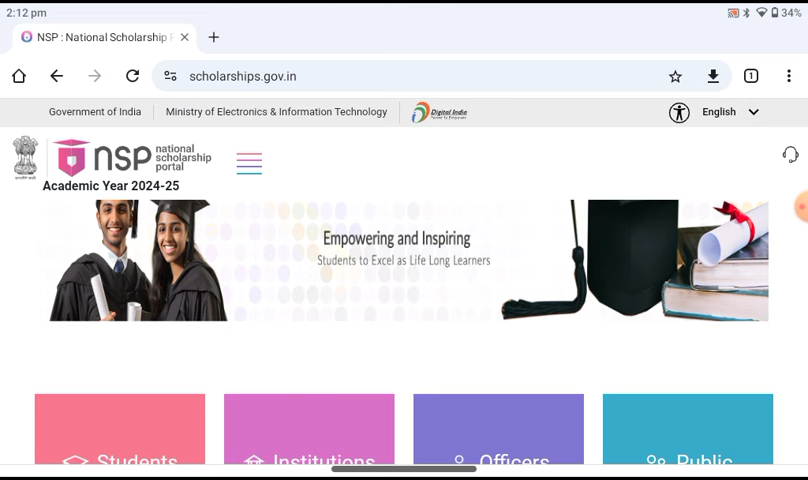 2:12 pm 34%
NSP : National Scholarship
scholarships.gov.in 1
Government of India Ministry of Electronics & Information Technology Digital India English
nsp national scholarship portal
Academic Year 2024-25
Empowering and Inspiring
Students to Excel as Life Long Learners
Students Institutions Officers Public